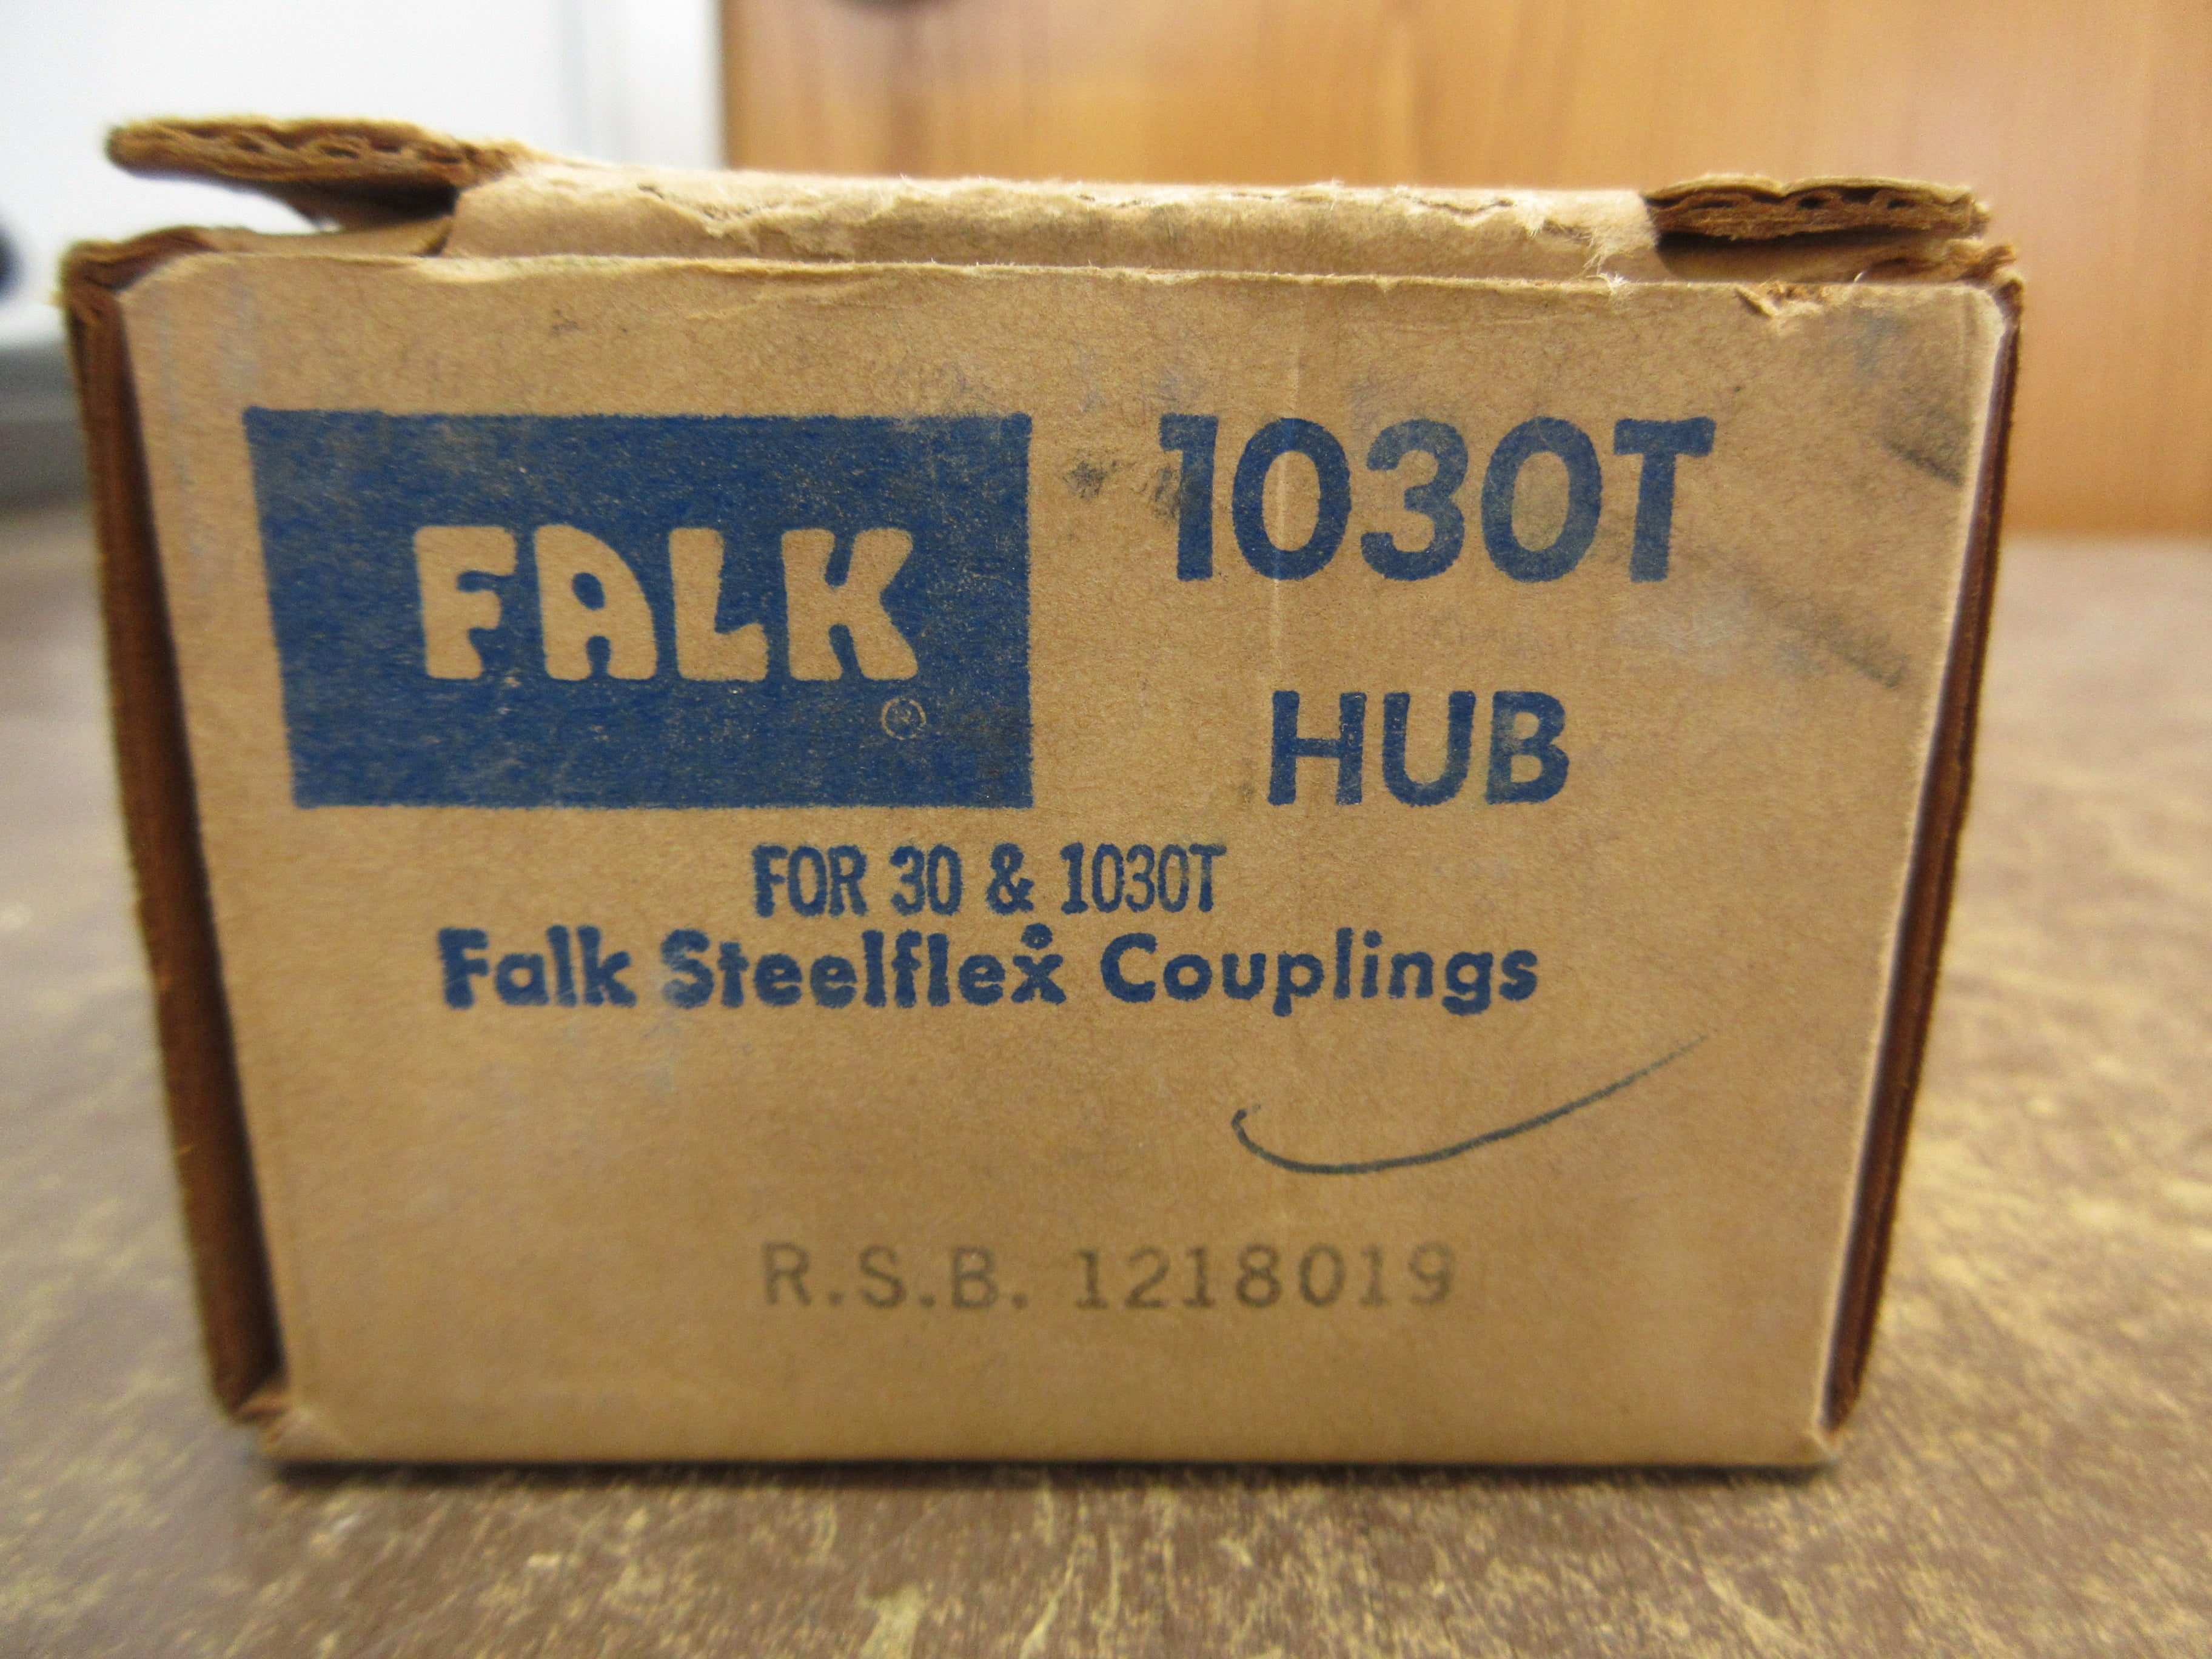 FALK ®
1030T
HUB
FOR 30 & 1030T
Falk Steelflex Couplings
R.S.B. 1218019